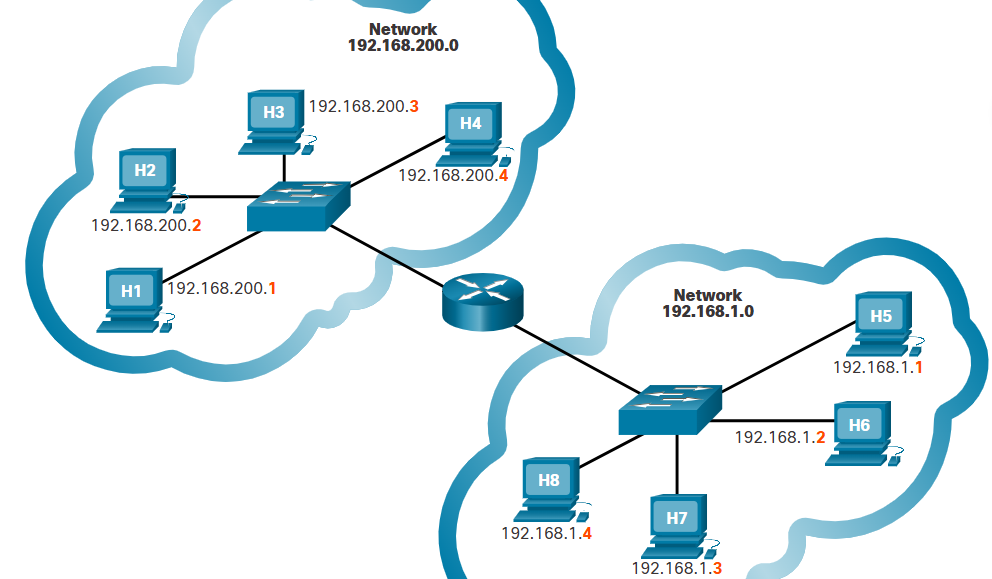 Network
192.168.200.0
H3
192.168.200.3
H4
192.168.200.4
H2
192.168.200.2
H1
192.168.200.1
Network
192.168.1.0
H5
192.168.1.1
H6
192.168.1.2
H8
192.168.1.4
H7
192.168.1.3